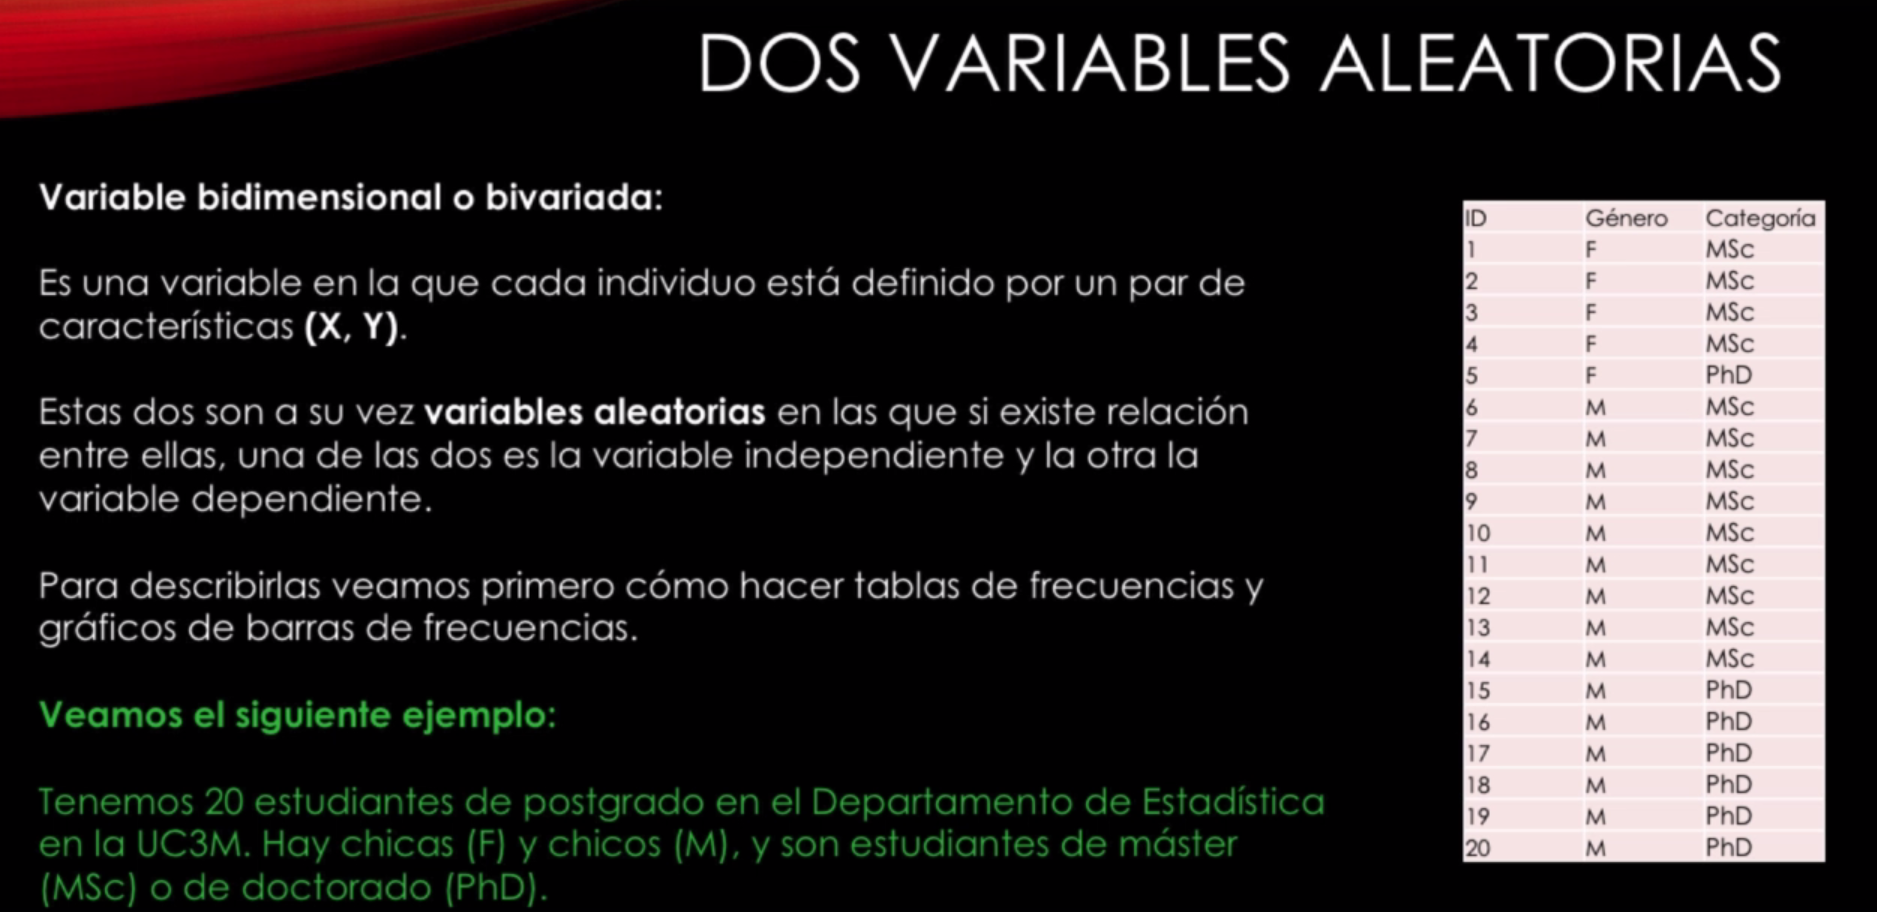 DOS VARIABLES ALEATORIAS
Variable bidimensional o bivariada:
Es una variable en la que cada individuo está definido por un par de
características (X, Y).
Estas dos son a su vez variables aleatorias en las que si existe relación
entre ellas, una de las dos es la variable independiente y la otra la
variable dependiente.
Para describirlas veamos primero cómo hacer tablas de frecuencias y
gráficos de barras de frecuencias.
Veamos el siguiente ejemplo:
Tenemos 20 estudiantes de postgrado en el Departamento de Estadística
en la UC3M. Hay chicas (F) y chicos (M), y son estudiantes de máster
(MSc) o de doctorado (PhD).
ID Género Categoría
1 F MSc
2 F MSc
3 F MSc
4 F MSc
5 F PhD
6 M MSc
7 M MSc
8 M MSc
9 M MSc
10 M MSc
11 M MSc
12 M MSc
13 M MSc
14 M MSc
15 M PhD
16 M PhD
17 M PhD
18 M PhD
19 M PhD
20 M PhD